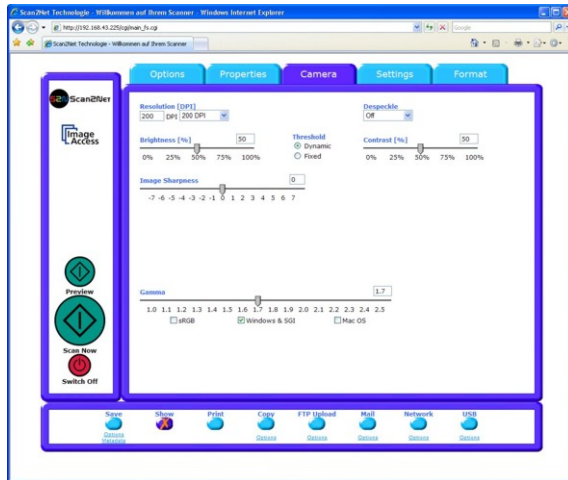 Scan2Net Technologie - Willkommen auf Ihrem Scanner - Windows Internet Explorer
http://192.168.43.225/cgi/main_fs.cgi
Google
Scan2Net Technologie - Willkommen auf Ihrem Scanner
Options Properties Camera Settings Format
S2N Scan2Net
Image Access
Resolution [DPI] Despeckle
200 DPI 200 DPI Off
Brightness [%] 50 Threshold Contrast [%] 50
Dynamic
Fixed
0% 25% 50% 75% 100% 0% 25% 50% 75% 100%
Image Sharpness 0
-7 -6 -5 -4 -3 -2 -1 0 1 2 3 4 5 6 7
Preview
Gamma 1.7
1.0 1.1 1.2 1.3 1.4 1.5 1.6 1.7 1.8 1.9 2.0 2.1 2.2 2.3 2.4 2.5
sRGB Windows & SGI Mac OS
Scan Now
Switch Off
Save Show Print Copy FTP Upload Mail Network USB
Options Options Options Options Options Options
Metadata